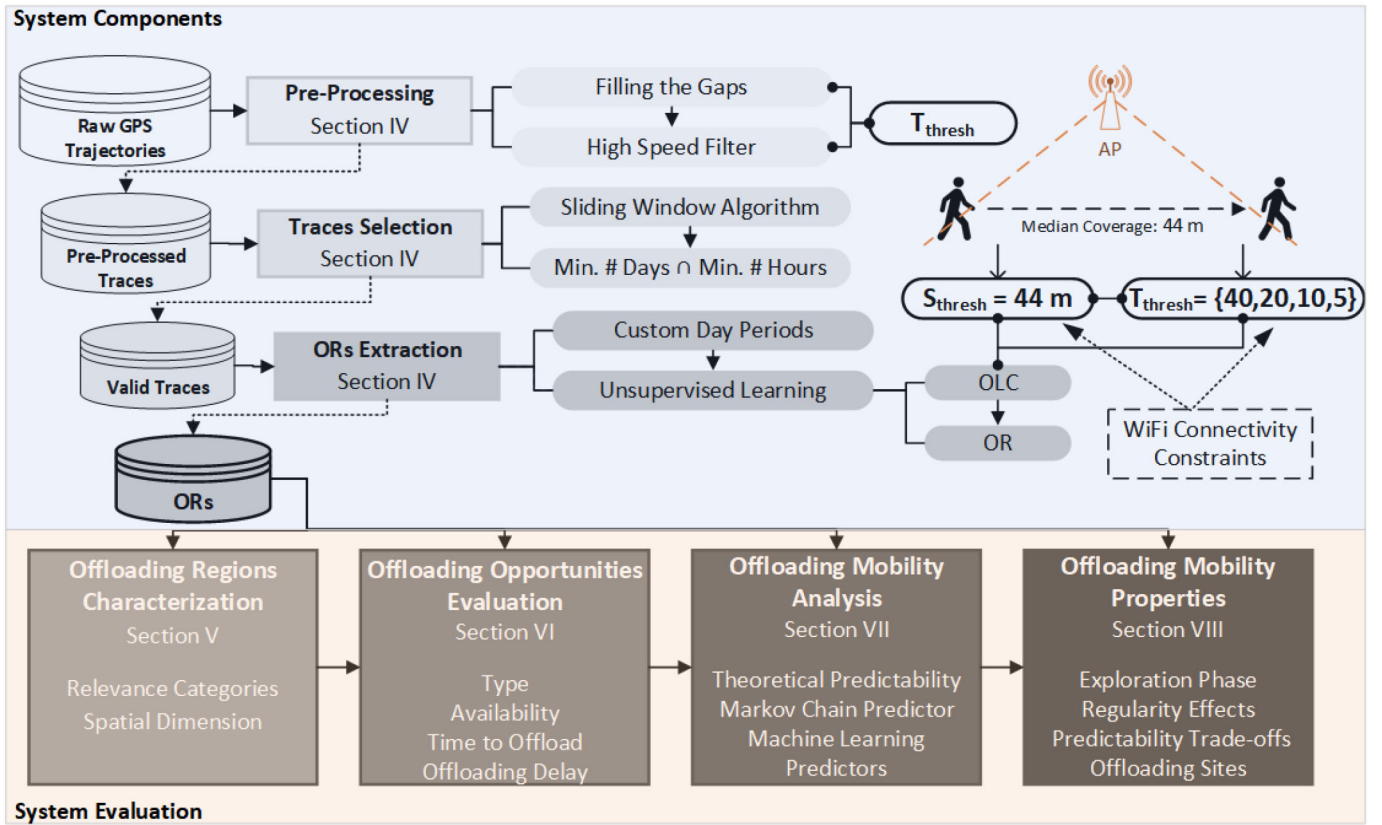 System Components
Raw GPS
Trajectories
Pre-Processing
Section IV
Filling the Gaps
High Speed Filter
Tthresh
AP
Median Coverage: 44 m
Pre-Processed
Traces
Traces Selection
Section IV
Sliding Window Algorithm
Min. # Days ∩ Min. # Hours
Sthresh = 44 m
Tthresh= {40,20,10,5}
Valid Traces
ORs Extraction
Section IV
Custom Day Periods
Unsupervised Learning
OLC
OR
WiFi Connectivity
Constraints
ORs
Offloading Regions
Characterization
Section V
Relevance Categories
Spatial Dimension
Offloading Opportunities
Evaluation
Section VI
Type
Availability
Time to Offload
Offloading Delay
Offloading Mobility
Analysis
Section VII
Theoretical Predictability
Markov Chain Predictor
Machine Learning
Predictors
Offloading Mobility
Properties
Section VIII
Exploration Phase
Regularity Effects
Predictability Trade-offs
Offloading Sites
System Evaluation